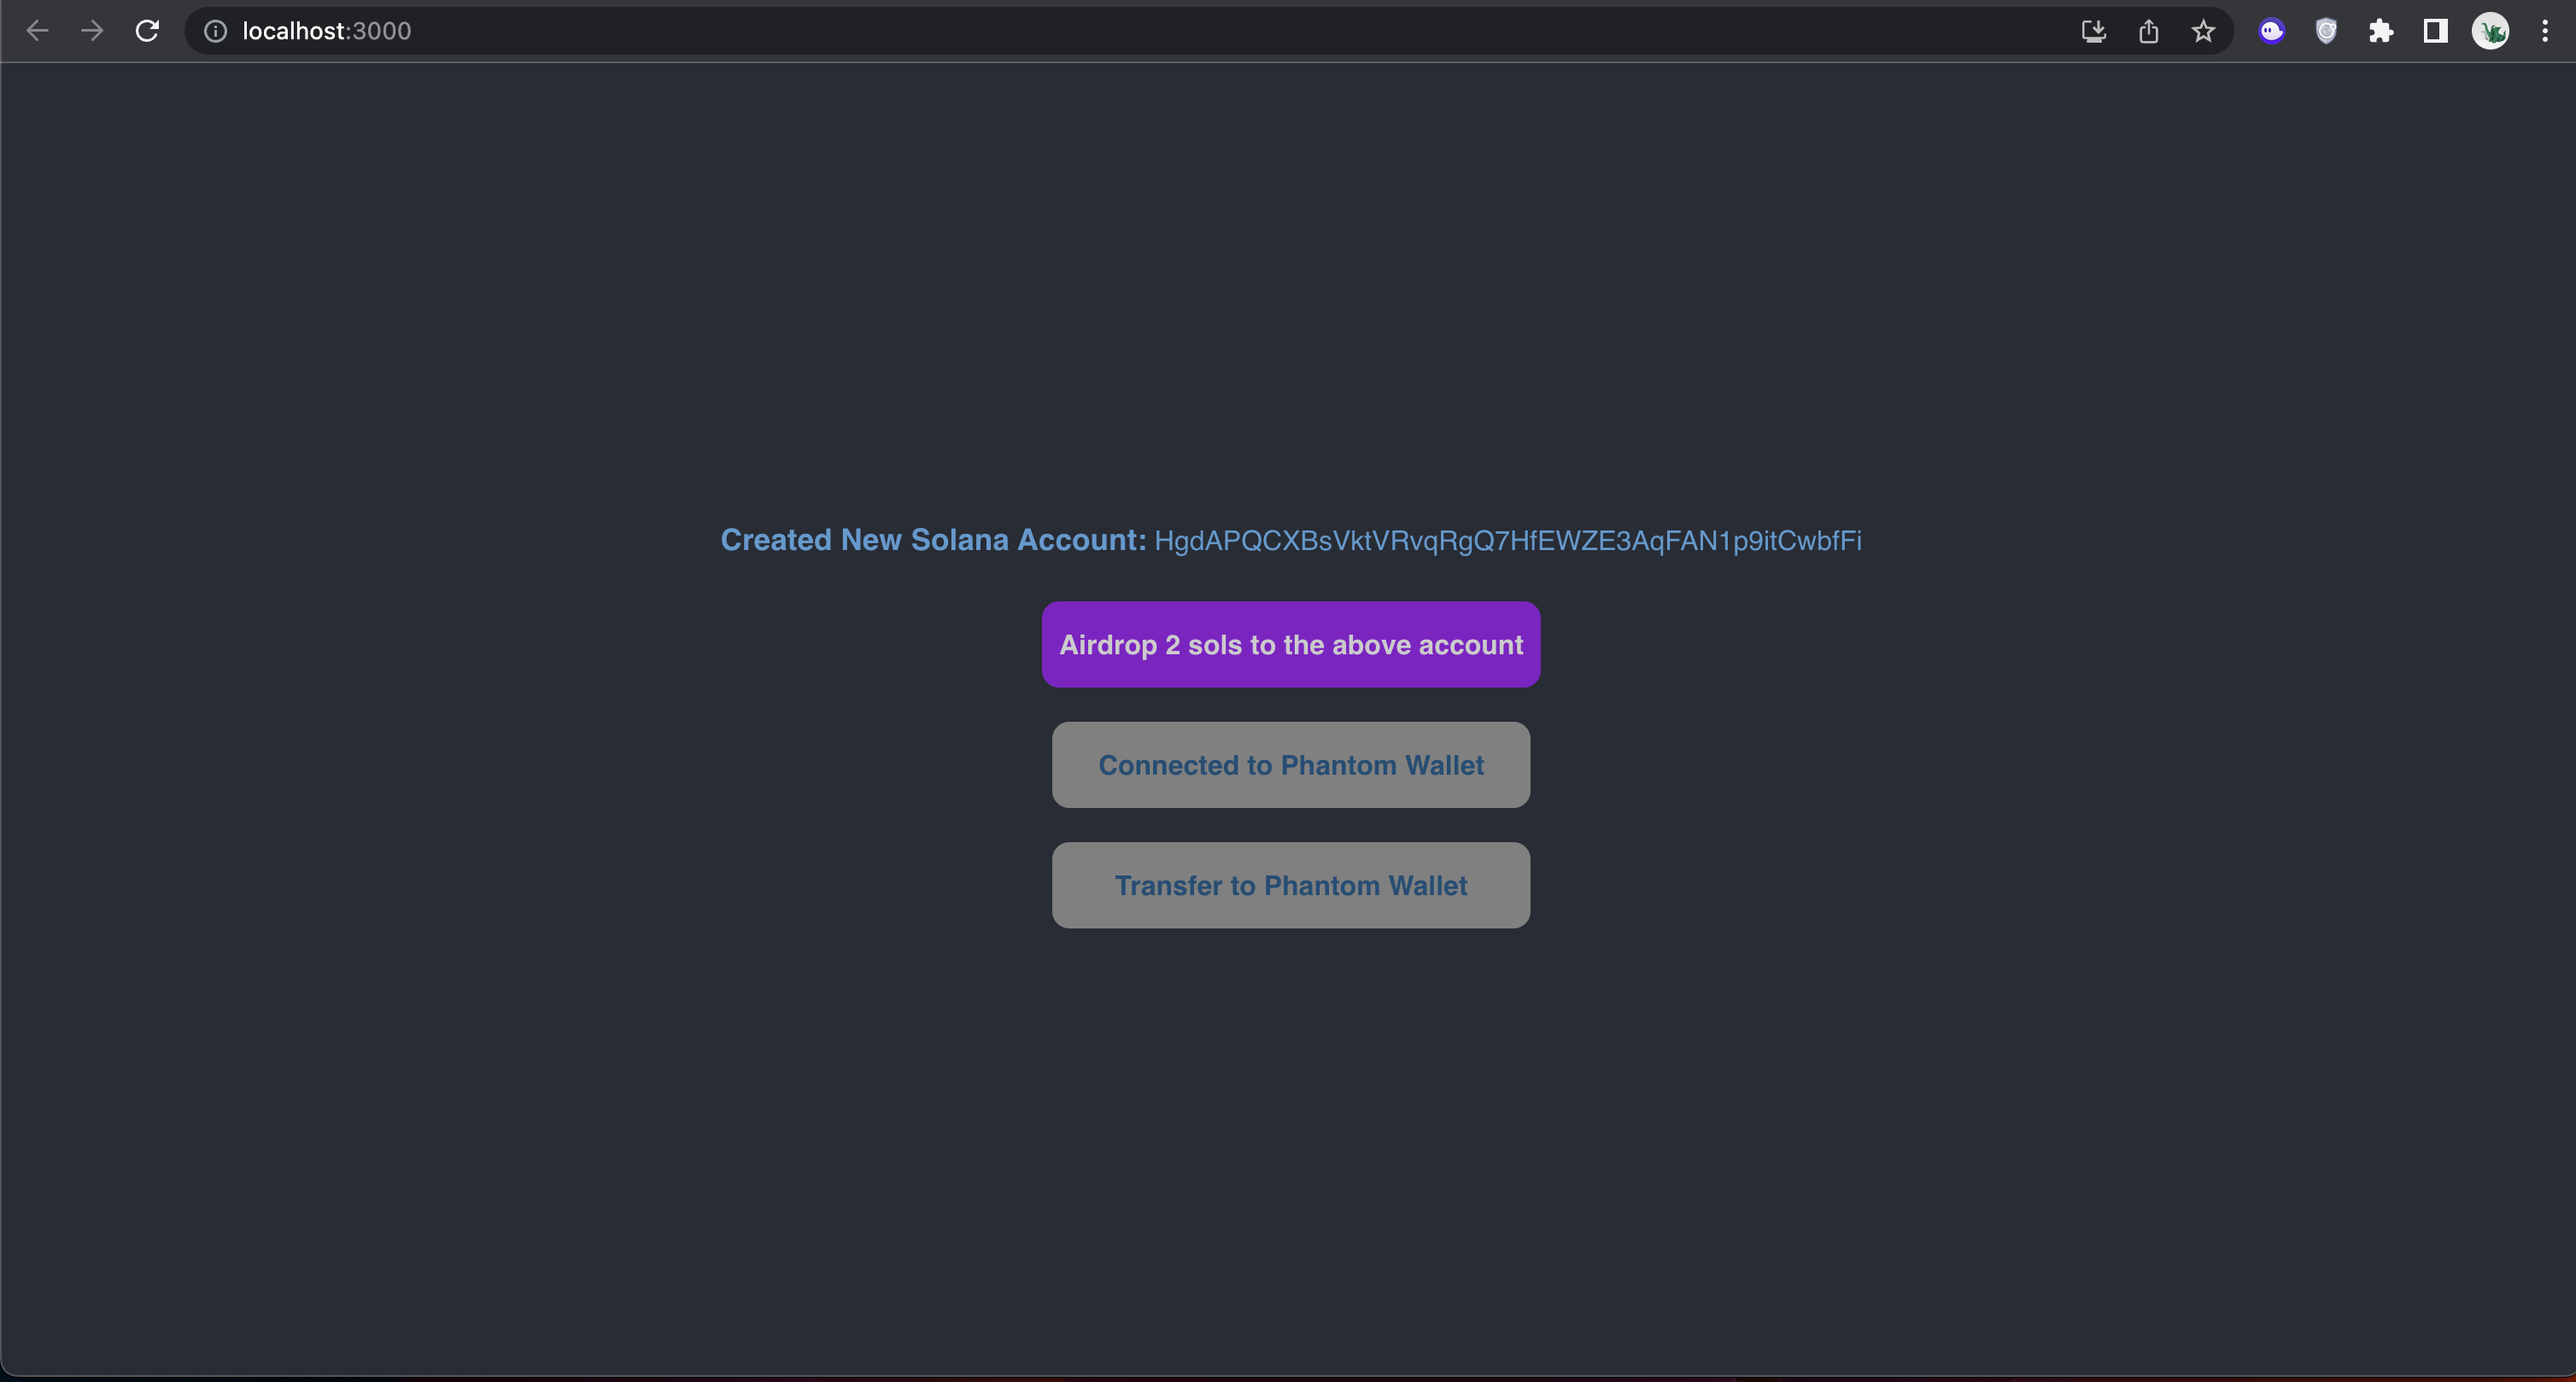 localhost:3000
Created New Solana Account: HgdAPQCXBsVktVRvqRgQ7HfEWZE3AqFAN1p9itCwbfFi
Airdrop 2 sols to the above account
Connected to Phantom Wallet
Transfer to Phantom Wallet